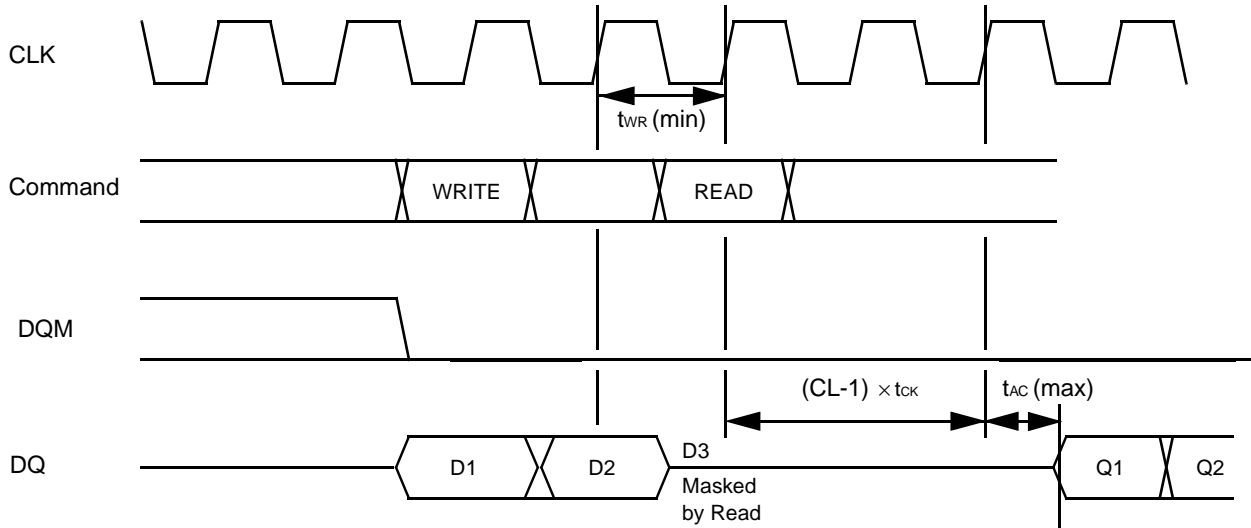 CLK
tWR (min)
Command
WRITE
READ
DQM
(CL-1) × tCK
tAC (max)
DQ
D1
D2
D3
Masked
by Read
Q1
Q2